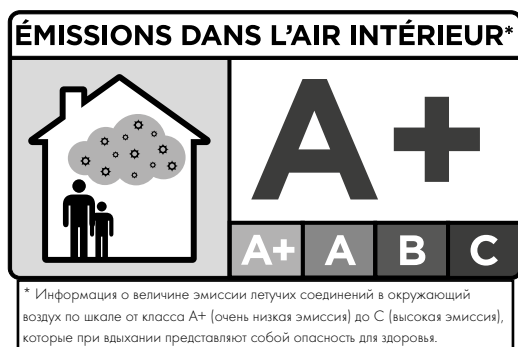 ÉMISSIONS DANS L'AIR INTÉRIEUR*
A+
A+ A B C
* Информация о величине эмиссии летучих соединений в окружающий
воздух по шкале от класса A+ (очень низкая эмиссия) до C (высокая эмиссия),
которые при вдыхании представляют собой опасность для здоровья.